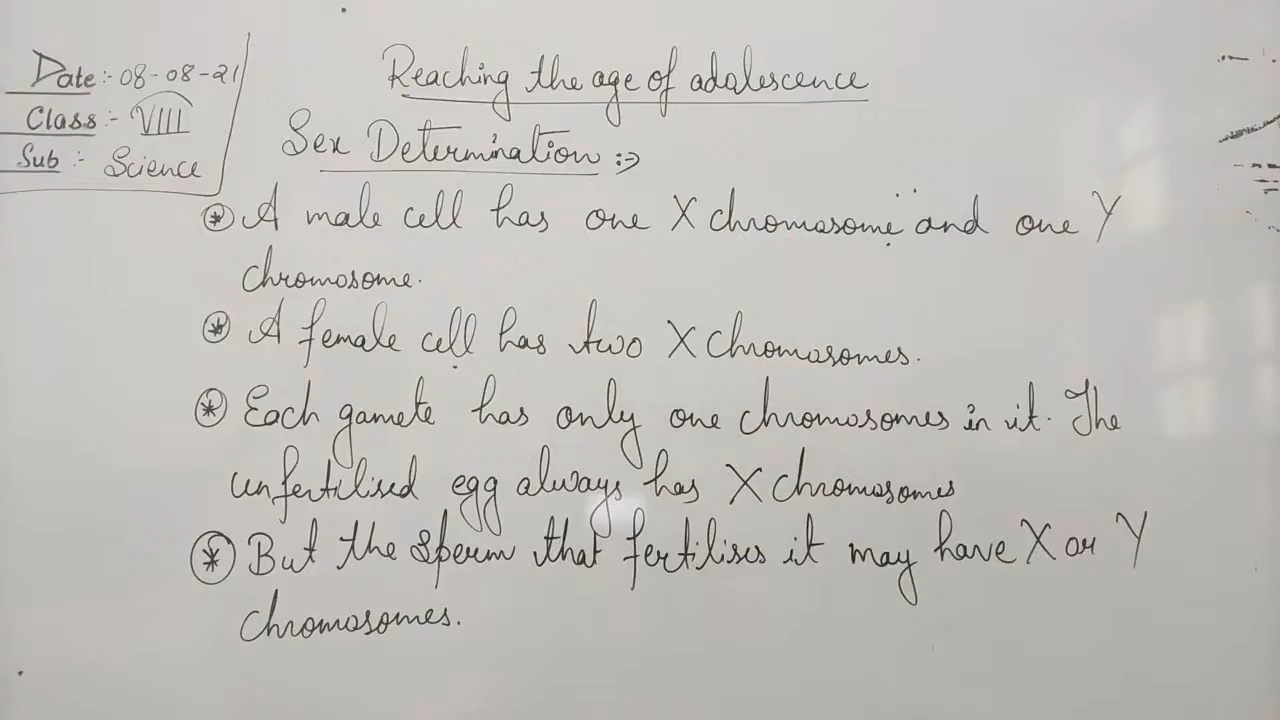 Date :- 08-08-21
Class :- VIII
Sub :- Science
Reaching the age of adolescence
Sex Determination :->
* A male cell has one X chromosome and one Y
chromosome.
* A female cell has two X chromosomes.
* Each gamete has only one chromosomes in it. The
unfertilised egg always has X chromosomes
* But the sperm that fertilises it may have X or Y
chromosomes.